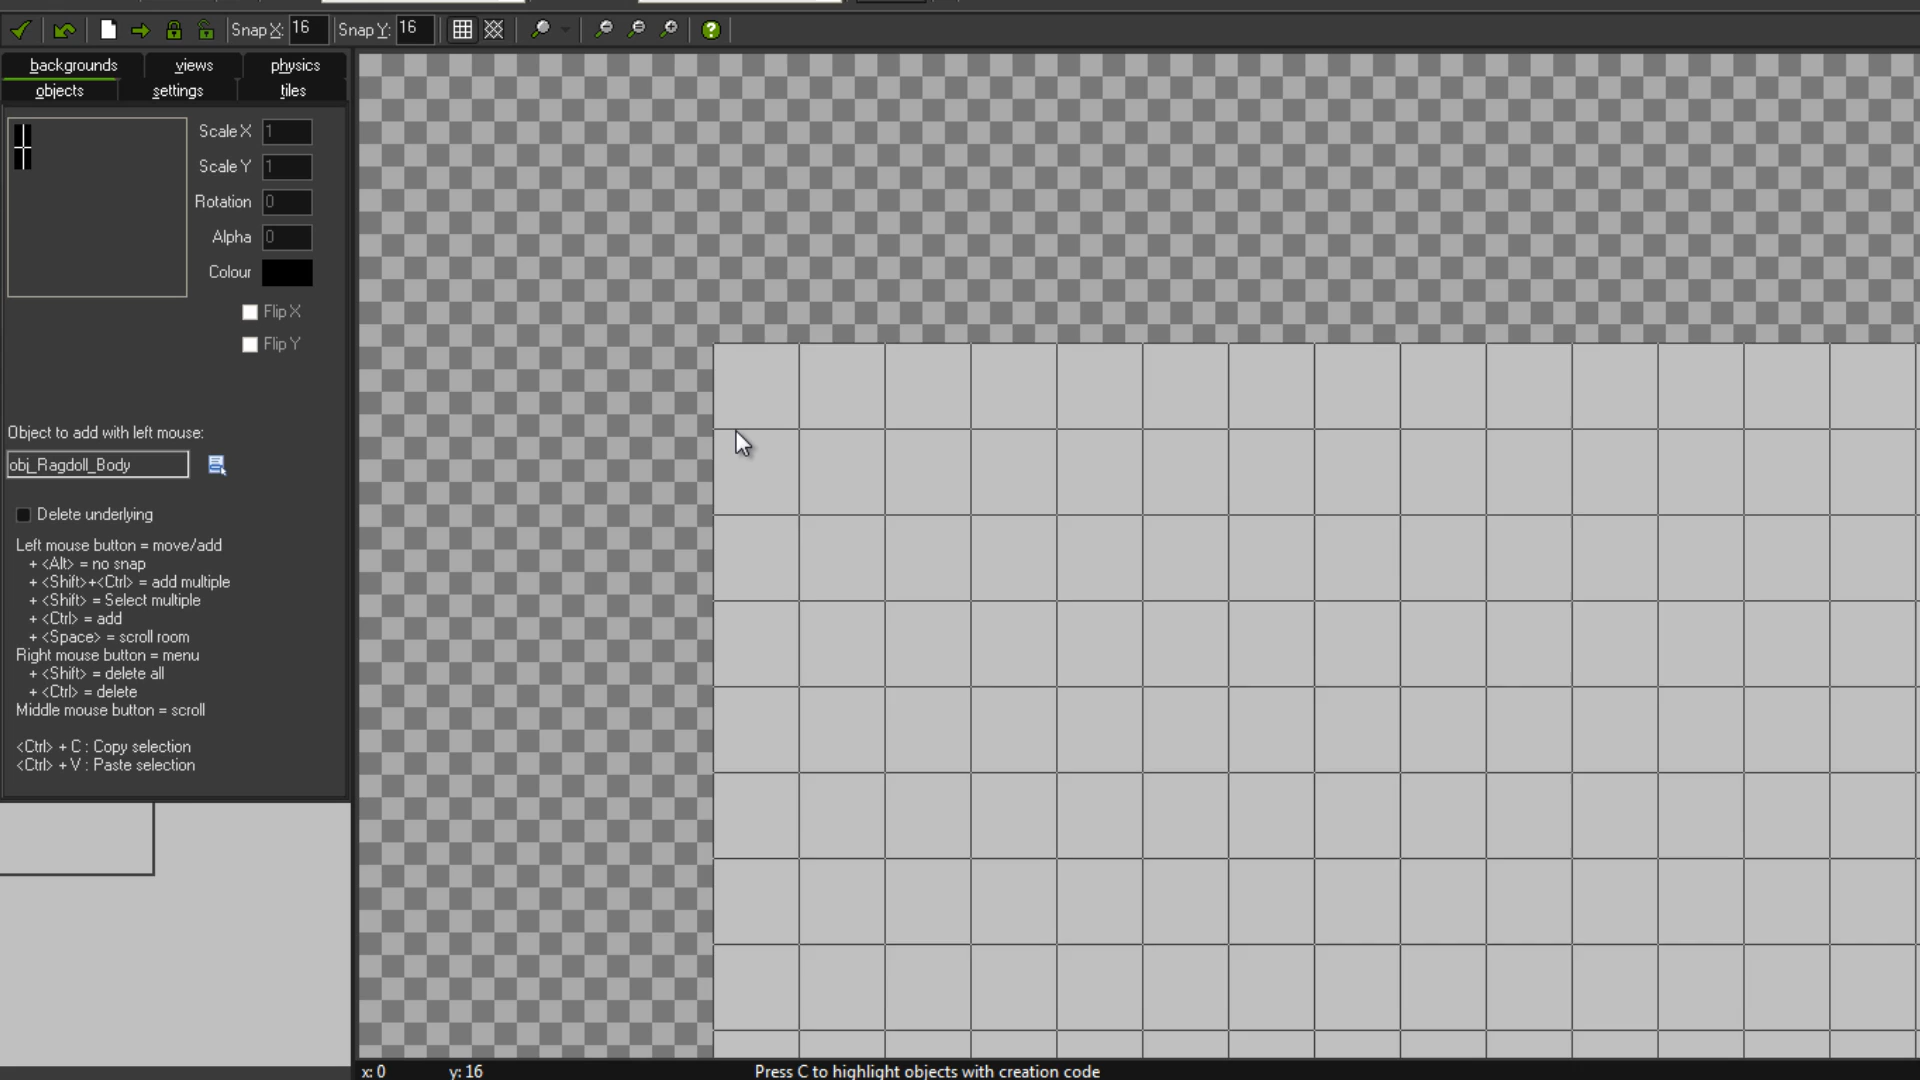 Snap X: 16 Snap Y: 16
backgrounds views physics
objects settings tiles
Scale X 1
Scale Y 1
Rotation 0
Alpha 0
Colour
Flip X
Flip Y
Object to add with left mouse:
obj_Ragdoll_Body
Delete underlying
Left mouse button = move/add
+ <Alt> = no snap
+ <Shift>+<Ctrl> = add multiple
+ <Shift> = Select multiple
+ <Ctrl> = add
+ <Space> = scroll room
Right mouse button = menu
+ <Shift> = delete all
+ <Ctrl> = delete
Middle mouse button = scroll
<Ctrl> + C : Copy selection
<Ctrl> + V : Paste selection
x: 0 y: 16 Press C to highlight objects with creation code